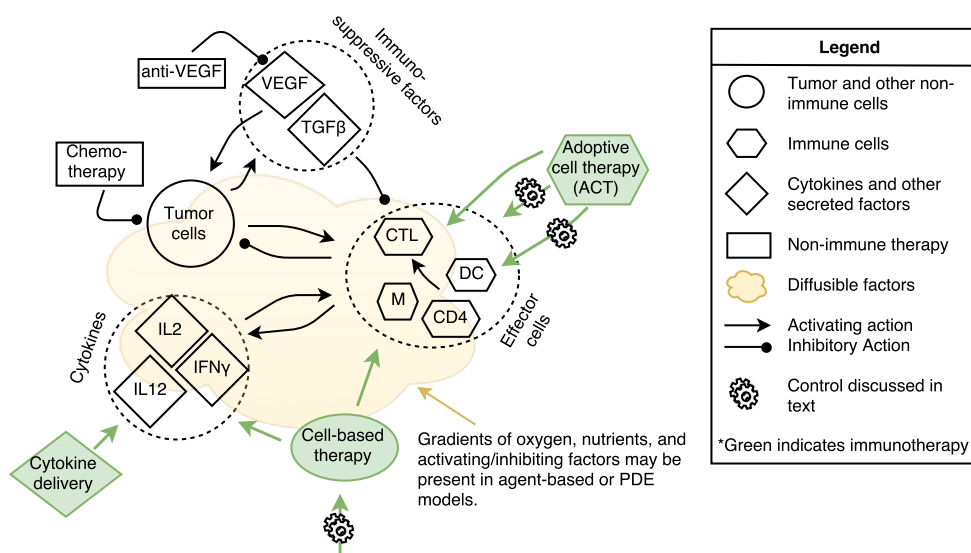 anti-VEGF
VEGF
TGFβ
Immuno-
suppressive factors
Chemo-
therapy
Tumor
cells
Adoptive
cell therapy
(ACT)
CTL
DC
M
CD4
Effector
cells
Cytokines
IL2
IFNγ
IL12
Cytokine
delivery
Cell-based
therapy
Gradients of oxygen, nutrients, and
activating/inhibiting factors may be
present in agent-based or PDE
models.
Legend
Tumor and other non-
immune cells
Immune cells
Cytokines and other
secreted factors
Non-immune therapy
Diffusible factors
Activating action
Inhibitory Action
Control discussed in
text
*Green indicates immunotherapy